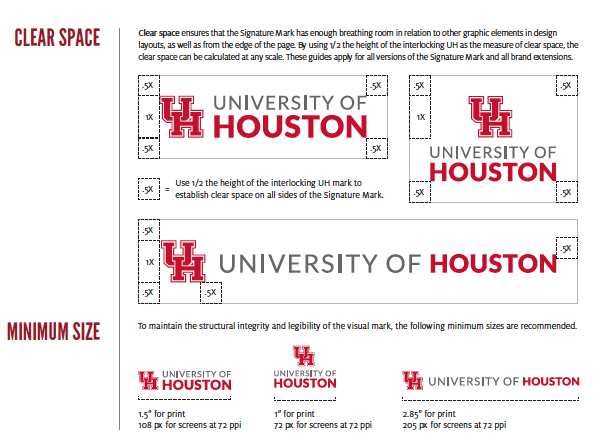 CLEAR SPACE
Clear space ensures that the Signature Mark has enough breathing room in relation to other graphic elements in design
layouts, as well as from the edge of the page. By using 1/2 the height of the interlocking UH as the measure of clear space, the
clear space can be calculated at any scale. These guides apply for all versions of the Signature Mark and all brand extensions.
.5X .5X
1X UH UNIVERSITY OF
HOUSTON
.5X .5X
.5X .5X
1X UH
UNIVERSITY OF
HOUSTON
.5X .5X
.5X = Use 1/2 the height of the interlocking UH mark to
establish clear space on all sides of the Signature Mark.
.5X
.5X
1X UH UNIVERSITY OF HOUSTON
.5X .5X
MINIMUM SIZE
To maintain the structural integrity and legibility of the visual mark, the following minimum sizes are recommended.
UH UNIVERSITY OF
HOUSTON
UH
UNIVERSITY OF
HOUSTON
UH UNIVERSITY OF HOUSTON
1.5" for print
108 px for screens at 72 ppi
1" for print
72 px for screens at 72 ppi
2.85" for print
205 px for screens at 72 ppi